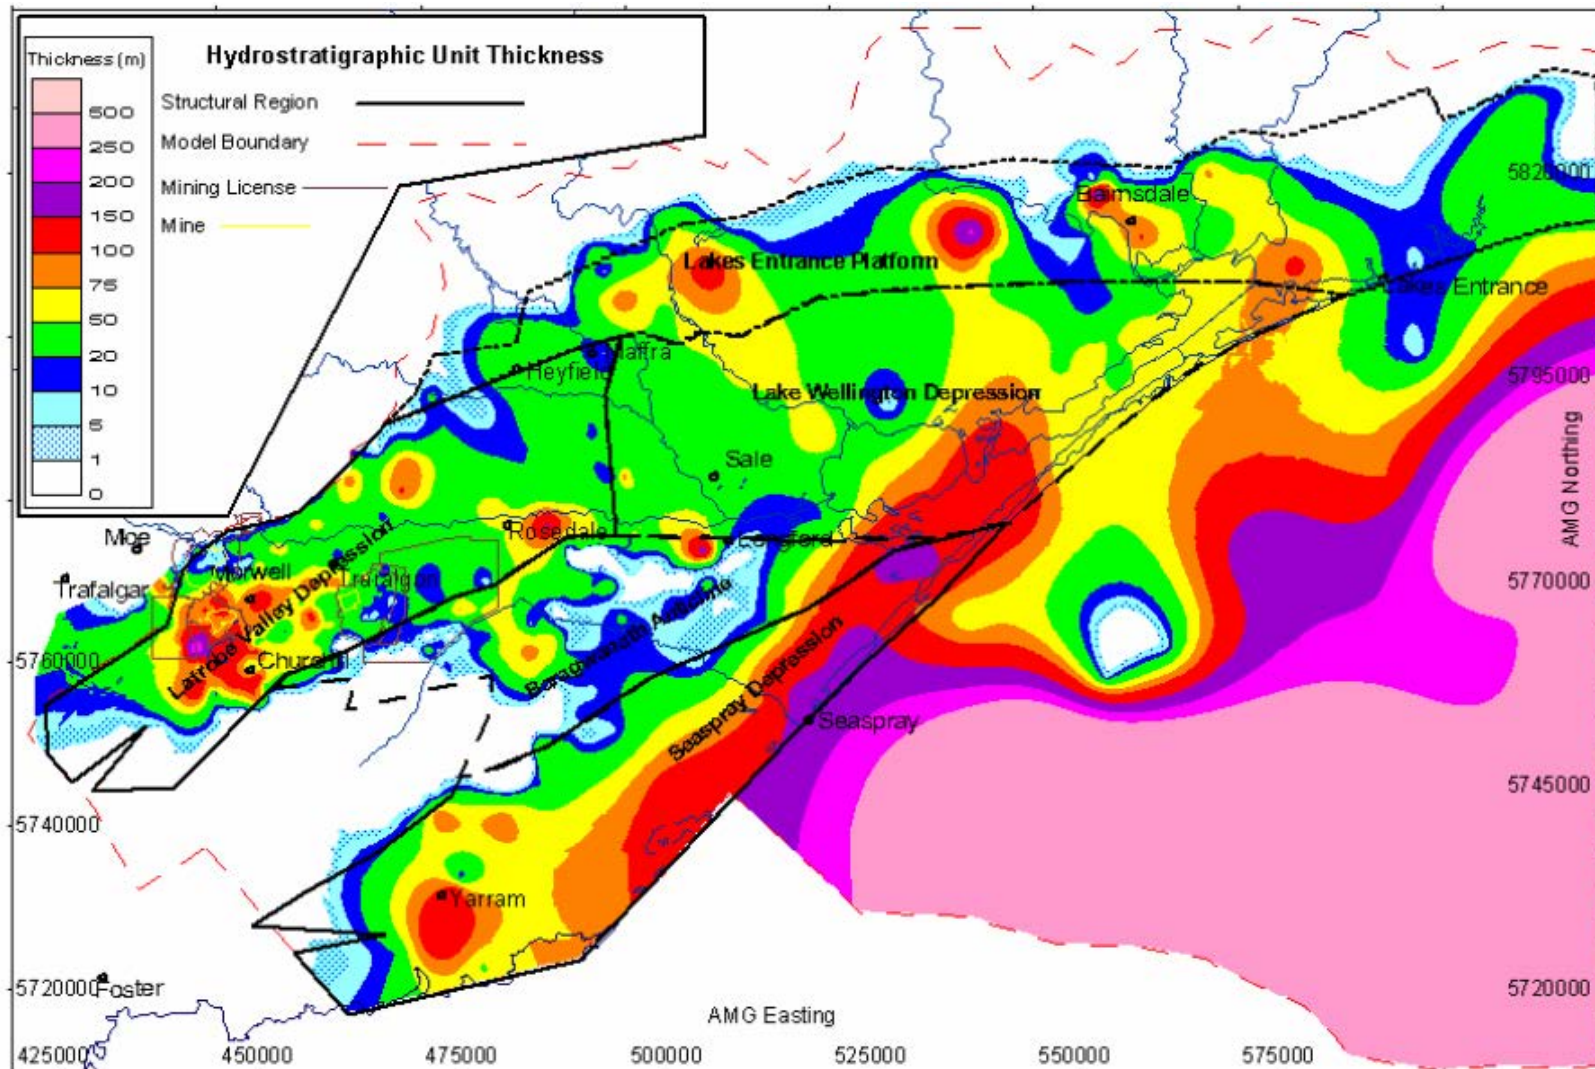 Hydrostratigraphic Unit Thickness
Thickness (m)
500
250
200
150
100
75
50
20
10
5
1
0
Structural Region
Model Boundary
Mining License
Mine
5820000
Bairnsdale
Lakes Entrance Platform
Lakes Entrance
Maffra
Heyfield
5795000
Lake Wellington Depression
AMG Northing
Sale
Rosedale
Moe
Longford
Morwell
Traralgon
Trafalgar
5770000
Latrobe Valley Depression
Baragwanath Anticline
5760000
Churchill
Seaspray Depression
Seaspray
5745000
5740000
Yarram
Foster
5720000
5720000
AMG Easting
425000
450000
475000
500000
525000
550000
575000